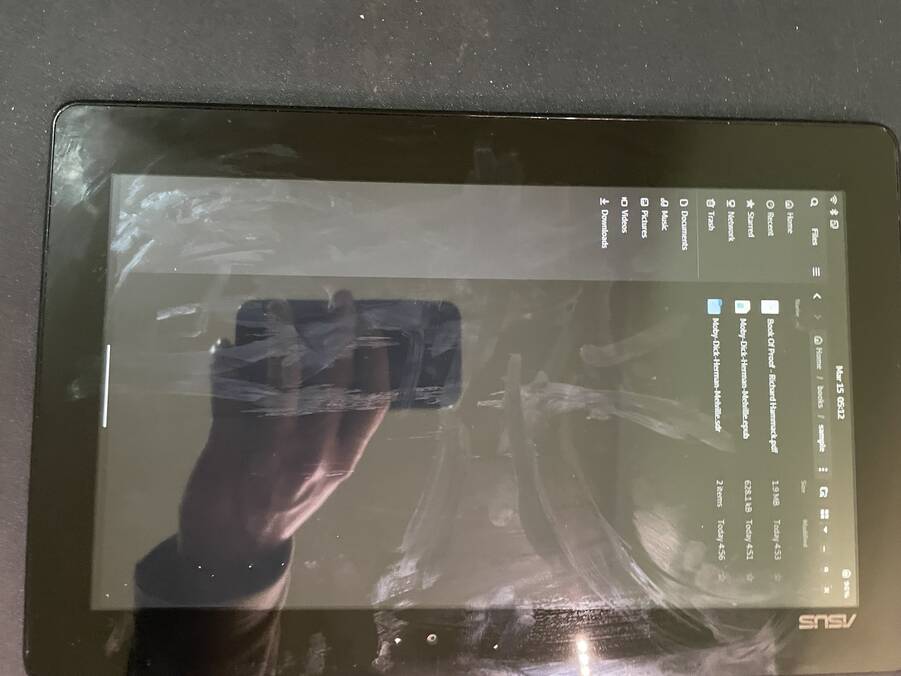 Mar 15 05:12
96%
ASUS
Files
Home / books / sample
Name
Size
Modified
Home
Recent
Starred
Network
Trash
Documents
Music
Pictures
Videos
Downloads
Book Of Proof - Richard Hammack.pdf 1.9 MB Today 4:53
Moby-Dick-Herman-Melville.epub 628.1 kB Today 4:51
Moby-Dick-Herman-Melville.sdr 2 items Today 4:56